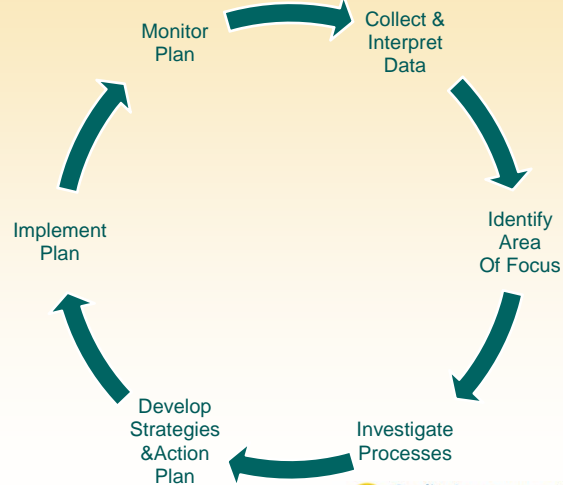 Monitor
Plan
Collect &
Interpret
Data
Identify
Area
Of Focus
Investigate
Processes
Develop
Strategies
&Action
Plan
Implement
Plan